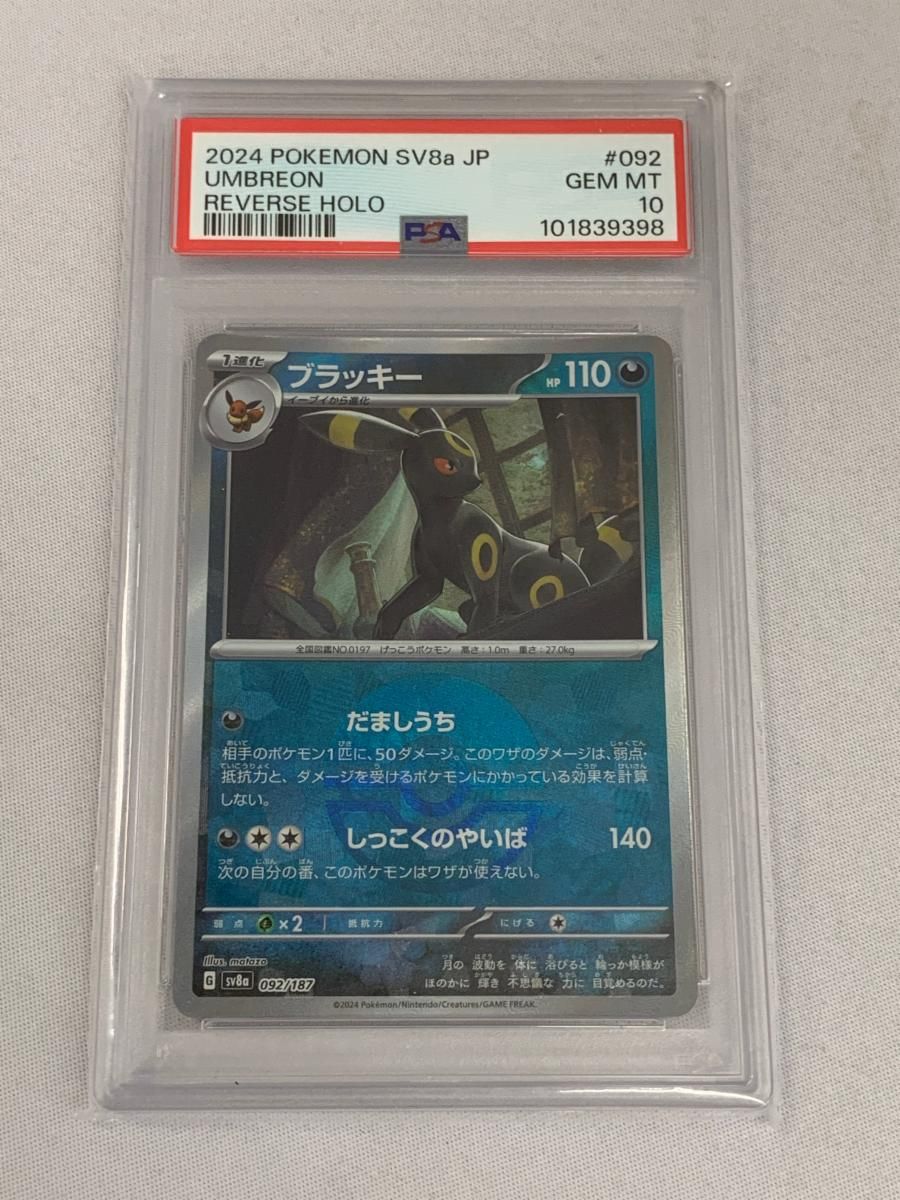 2024 POKEMON SV8a JP #092
UMBREON GEM MT
REVERSE HOLO 10
PSA 101839398
1進化 ブラッキー HP 110
イーブイから進化
全国図鑑NO.0197 げっこうポケモン 高さ:1.0m 重さ:27.0kg
だましうち
相手のポケモン1匹に、50ダメージ。このワザのダメージは、弱点・
抵抗力と、ダメージを受けるポケモンにかかっている効果を計算
しない。
しっこくのやいば 140
次の自分の番、このポケモンはワザが使えない。
弱点 ×2 抵抗力 にげる
Illus. matazo
月の波動を体に浴びると輪っか模様が
G sv8a 092/187 ほのかに輝き不思議な力に目覚めるのだ。
©2024 Pokémon/Nintendo/Creatures/GAME FREAK.